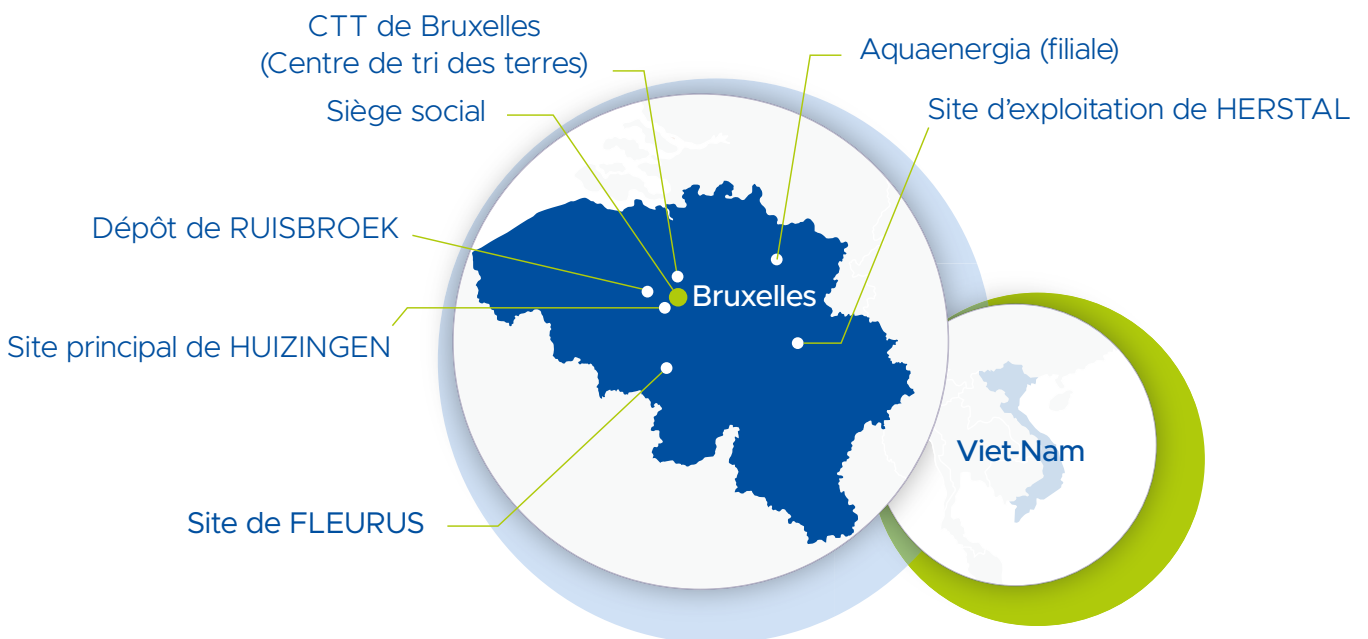 CTT de Bruxelles
(Centre de tri des terres)
Siège social
Aquaenergia (filiale)
Site d'exploitation de HERSTAL
Dépôt de RUISBROEK
Bruxelles
Site principal de HUIZINGEN
Viet-Nam
Site de FLEURUS